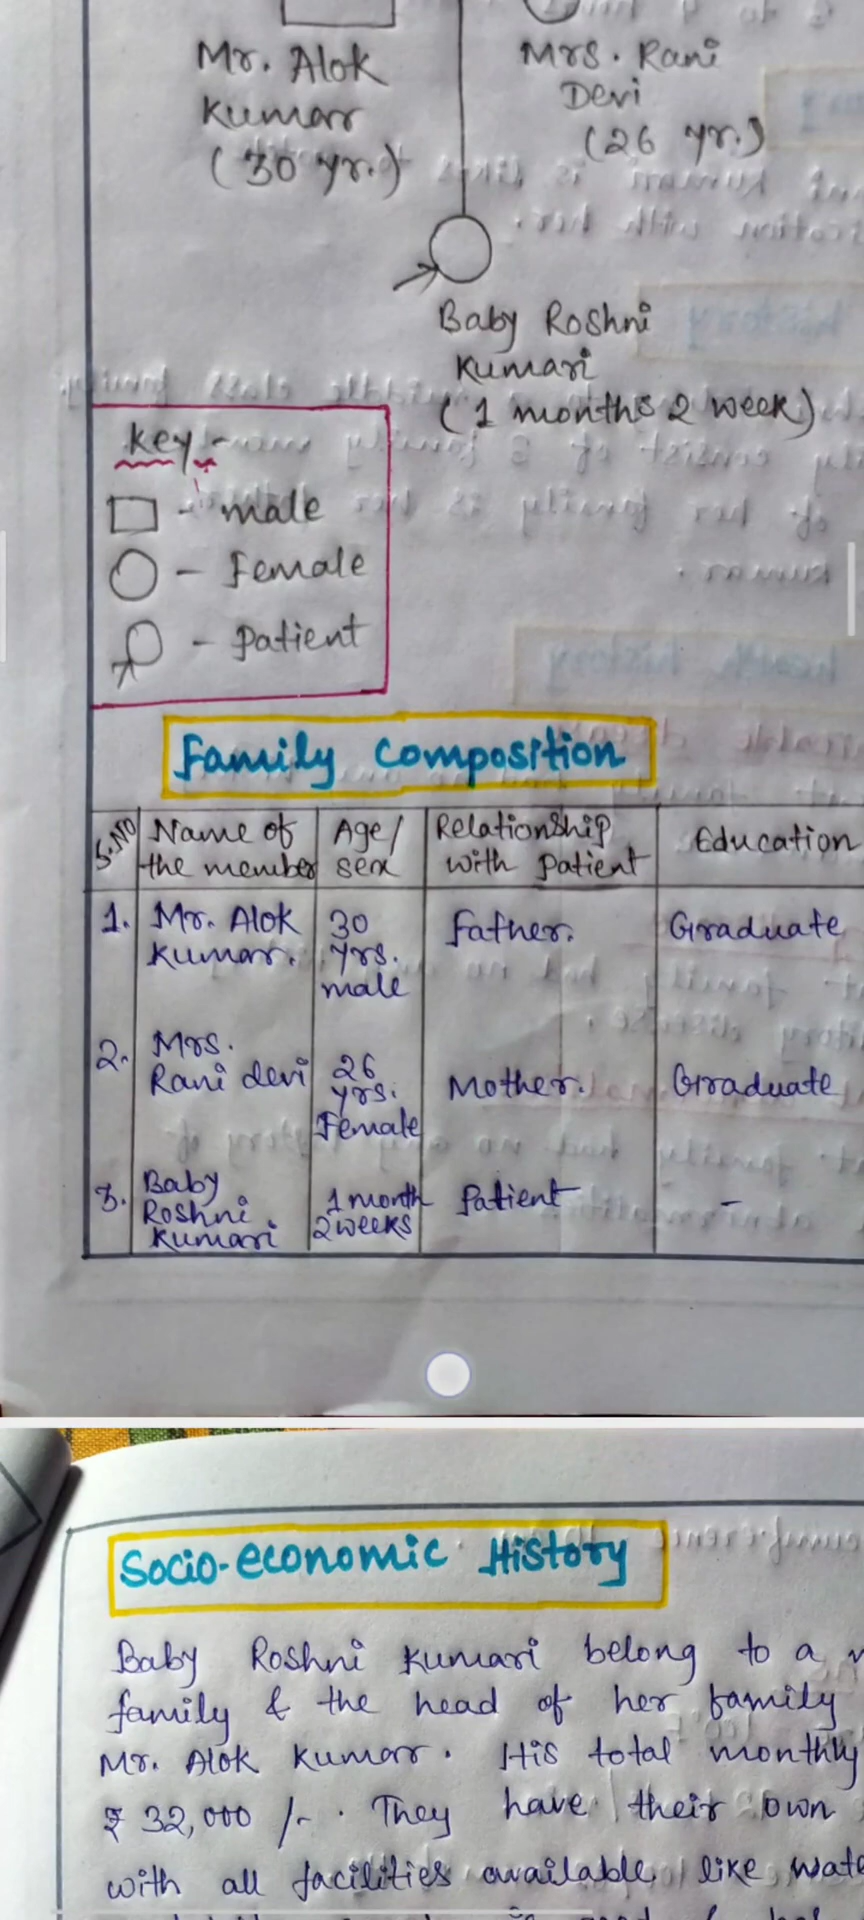 Mr. Alok
Kumar
(30 yr.)
Mrs. Rani
Devi
(26 yr.)
Baby Roshni
Kumari
(1 months 2 week)
Key -
- male
- Female
- Patient
Family Composition
S.NO
Name of
the member
Age/
sex
Relationship
with patient
Education
1.
Mr. Alok
Kumar.
30
yrs.
male
Father.
Graduate
2.
Mrs.
Rani devi
26
yrs.
Female
Mother.
Graduate
3.
Baby
Roshni
Kumari
1 month
2 weeks
Patient
-
Socio-economic History
Baby Roshni Kumari belong to a
family & the head of her family
Mr. Alok Kumar. His total monthly
₹ 32,000 /- . They have their own
with all facilities available like